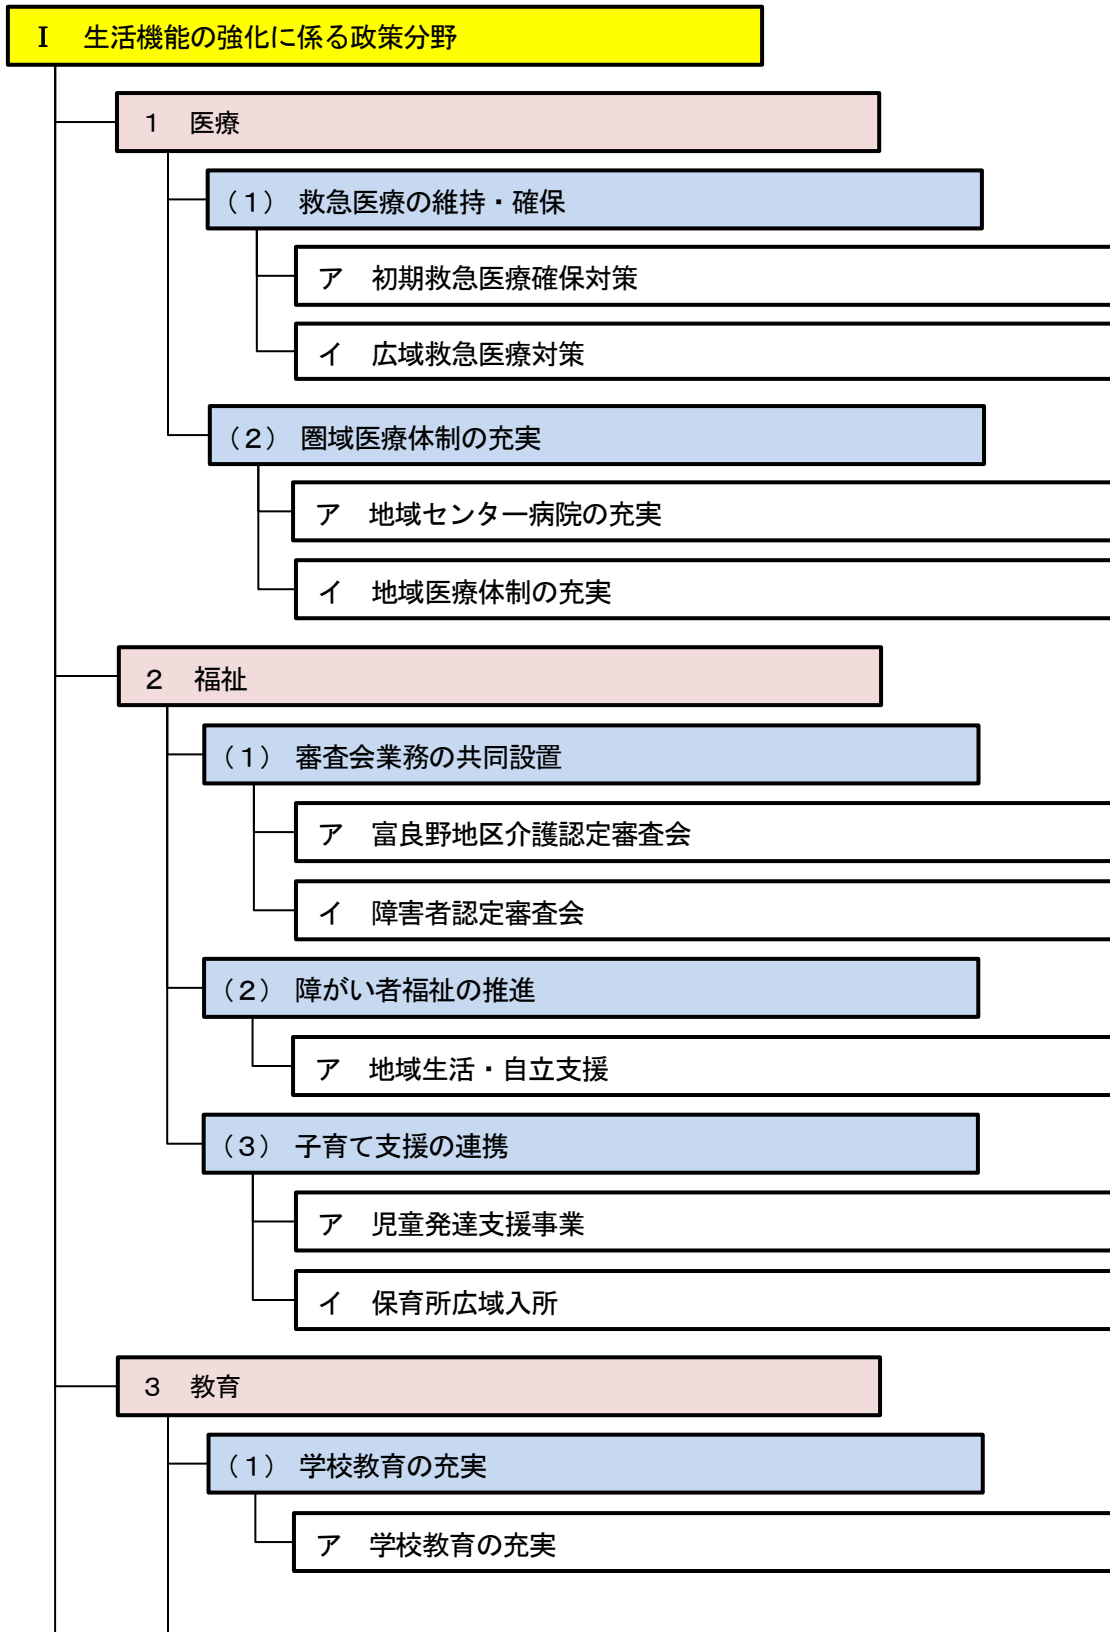 Ⅰ　生活機能の強化に係る政策分野
１　医療
（１）　救急医療の維持・確保
ア　初期救急医療確保対策
イ　広域救急医療対策
（２）　圏域医療体制の充実
ア　地域センター病院の充実
イ　地域医療体制の充実
２　福祉
（１）　審査会業務の共同設置
ア　富良野地区介護認定審査会
イ　障害者認定審査会
（２）　障がい者福祉の推進
ア　地域生活・自立支援
（３）　子育て支援の連携
ア　児童発達支援事業
イ　保育所広域入所
３　教育
（１）　学校教育の充実
ア　学校教育の充実